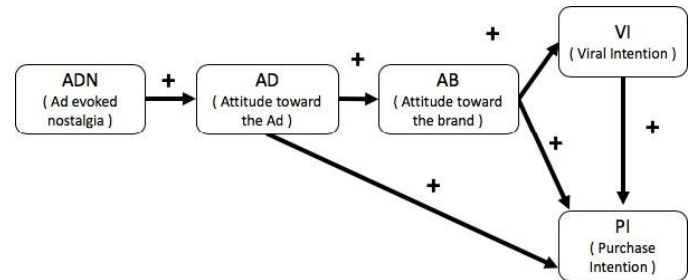 VI
( Viral Intention )
+
+
+
ADN
( Ad evoked
nostalgia )
AD
( Attitude toward
the Ad )
AB
( Attitude toward
the brand )
+
+
+
PI
( Purchase
Intention )